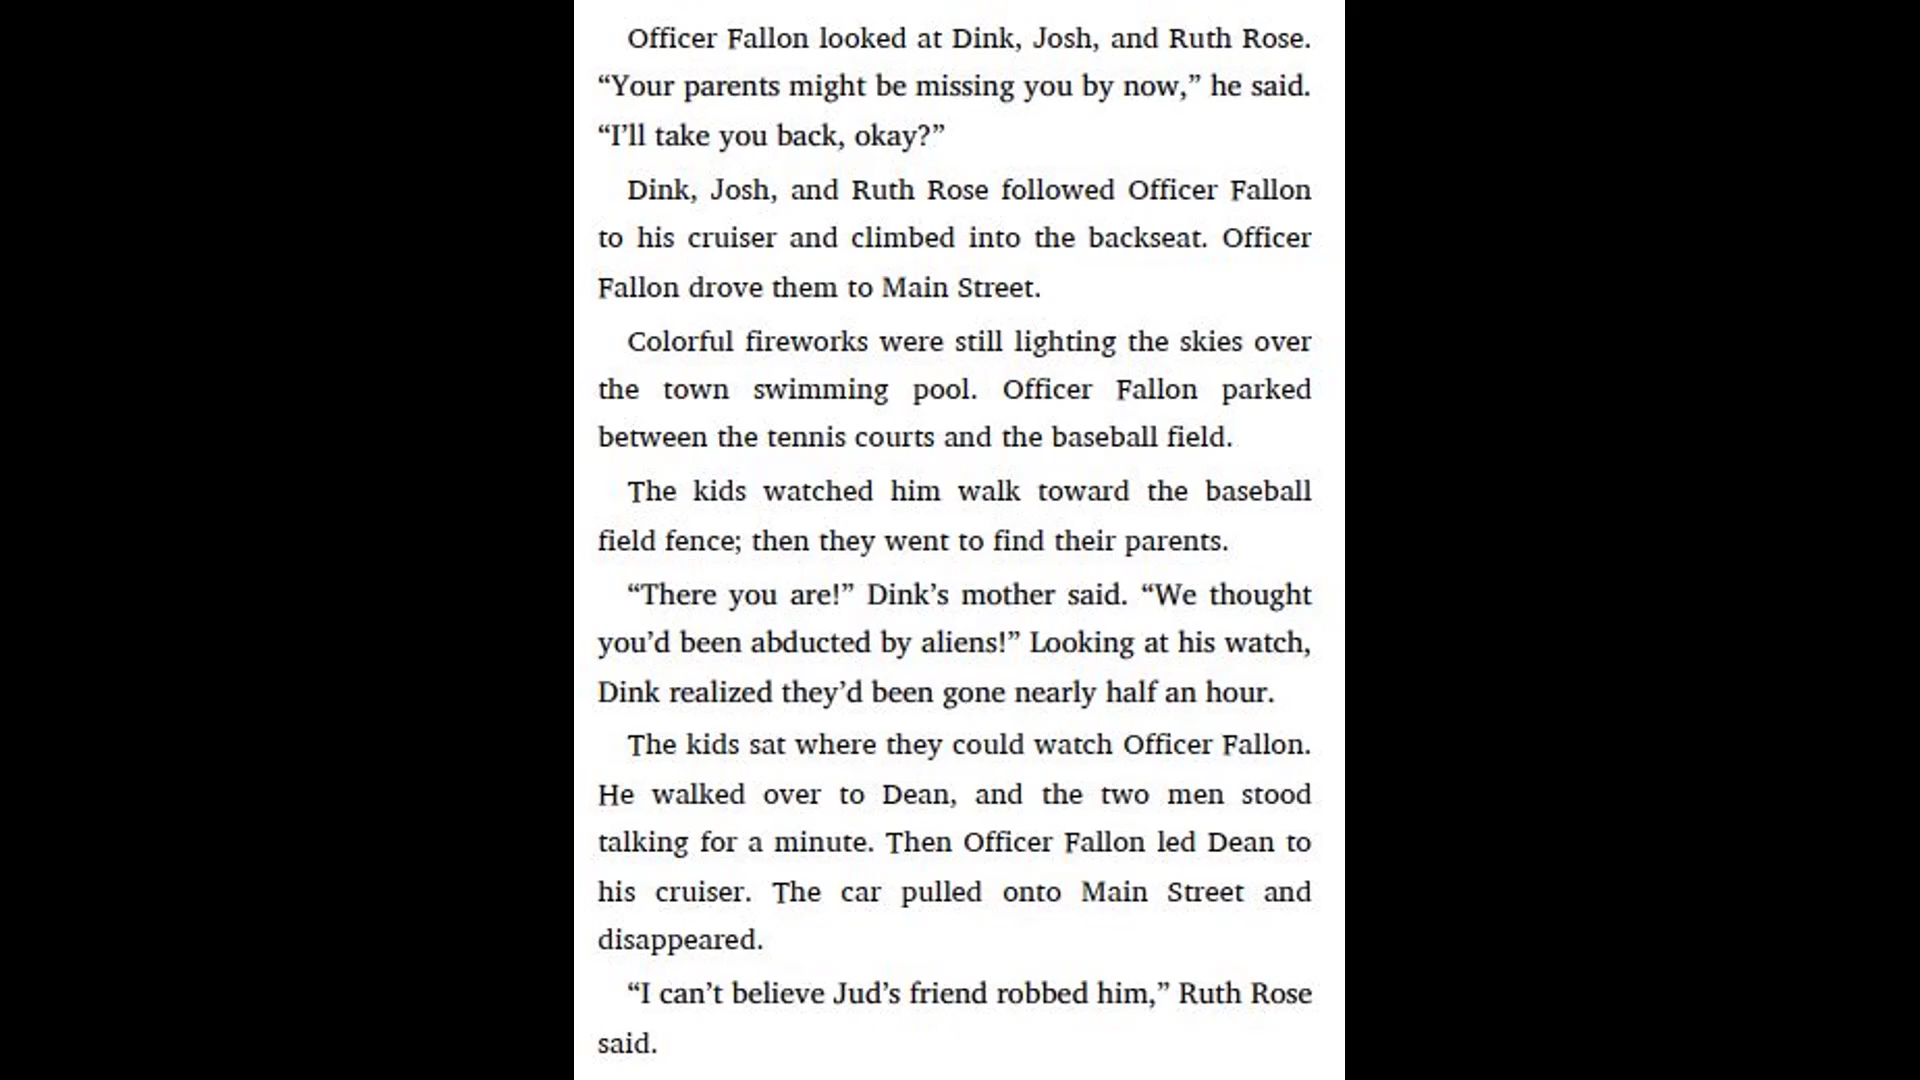 Officer Fallon looked at Dink, Josh, and Ruth Rose.
“Your parents might be missing you by now,” he said.
“I’ll take you back, okay?”
Dink, Josh, and Ruth Rose followed Officer Fallon
to his cruiser and climbed into the backseat. Officer
Fallon drove them to Main Street.
Colorful fireworks were still lighting the skies over
the town swimming pool. Officer Fallon parked
between the tennis courts and the baseball field.
The kids watched him walk toward the baseball
field fence; then they went to find their parents.
“There you are!” Dink’s mother said. “We thought
you’d been abducted by aliens!” Looking at his watch,
Dink realized they’d been gone nearly half an hour.
The kids sat where they could watch Officer Fallon.
He walked over to Dean, and the two men stood
talking for a minute. Then Officer Fallon led Dean to
his cruiser. The car pulled onto Main Street and
disappeared.
“I can’t believe Jud’s friend robbed him,” Ruth Rose
said.